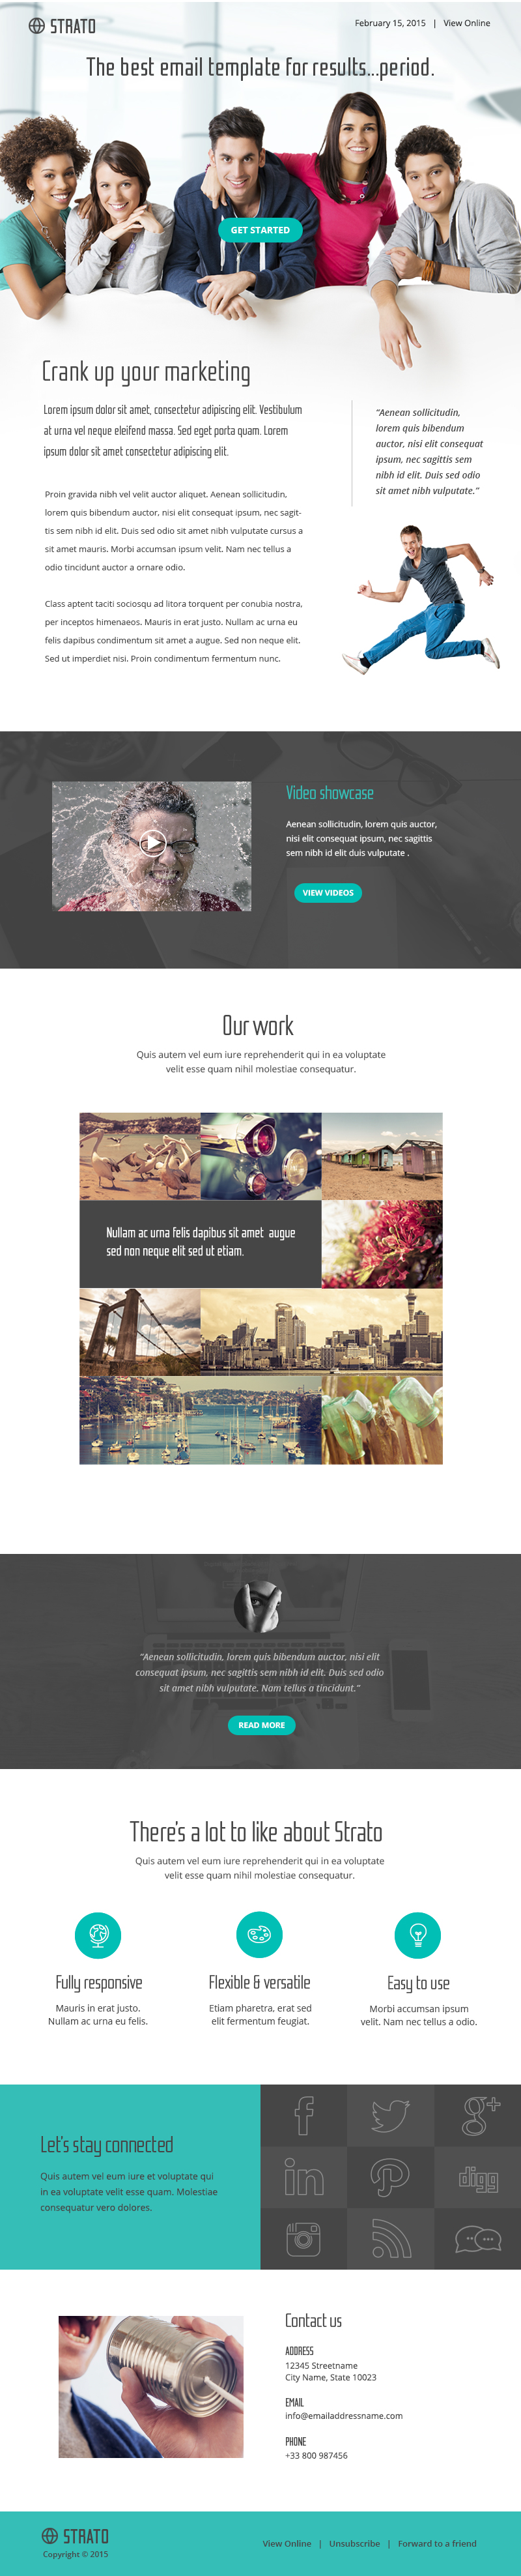 STRATO
February 15, 2015 | View Online
The best email template for results...period.
GET STARTED
Crank up your marketing
Lorem ipsum dolor sit amet, consectetur adipiscing elit. Vestibulum
at urna vel neque eleifend massa. Sed eget porta quam. Lorem
ipsum dolor sit amet consectetur adipiscing elit.
Proin gravida nibh vel velit auctor aliquet. Aenean sollicitudin,
lorem quis bibendum auctor, nisi elit consequat ipsum, nec sagit-
tis sem nibh id elit. Duis sed odio sit amet nibh vulputate cursus a
sit amet mauris. Morbi accumsan ipsum velit. Nam nec tellus a
odio tincidunt auctor a ornare odio.
Class aptent taciti sociosqu ad litora torquent per conubia nostra,
per inceptos himenaeos. Mauris in erat justo. Nullam ac urna eu
felis dapibus condimentum sit amet a augue. Sed non neque elit.
Sed ut imperdiet nisi. Proin condimentum fermentum nunc.
“Aenean sollicitudin,
lorem quis bibendum
auctor, nisi elit consequat
ipsum, nec sagittis sem
nibh id elit. Duis sed odio
sit amet nibh vulputate.”
Video showcase
Aenean sollicitudin, lorem quis auctor,
nisi elit consequat ipsum, nec sagittis
sem nibh id elit duis vulputate .
VIEW VIDEOS
Our work
Quis autem vel eum iure reprehenderit qui in ea voluptate
velit esse quam nihil molestiae consequatur.
Nullam ac urna felis dapibus sit amet augue
sed non neque elit sed ut etiam.
“Aenean sollicitudin, lorem quis bibendum auctor, nisi elit
consequat ipsum, nec sagittis sem nibh id elit. Duis sed odio
sit amet nibh vulputate. Nam tellus a tincidunt.”
READ MORE
There's a lot to like about Strato
Quis autem vel eum iure reprehenderit qui in ea voluptate
velit esse quam nihil molestiae consequatur.
Fully responsive
Mauris in erat justo.
Nullam ac urna eu felis.
Flexible & versatile
Etiam pharetra, erat sed
elit fermentum feugiat.
Easy to use
Morbi accumsan ipsum
velit. Nam nec tellus a odio.
Let's stay connected
Quis autem vel eum iure et voluptate qui
in ea voluptate velit esse quam. Molestiae
consequatur vero dolores.
f
g+
in
digg
Contact us
ADDRESS
12345 Streetname
City Name, State 10023
EMAIL
info@emailaddressname.com
PHONE
+33 800 987456
STRATO
Copyright © 2015
View Online | Unsubscribe | Forward to a friend